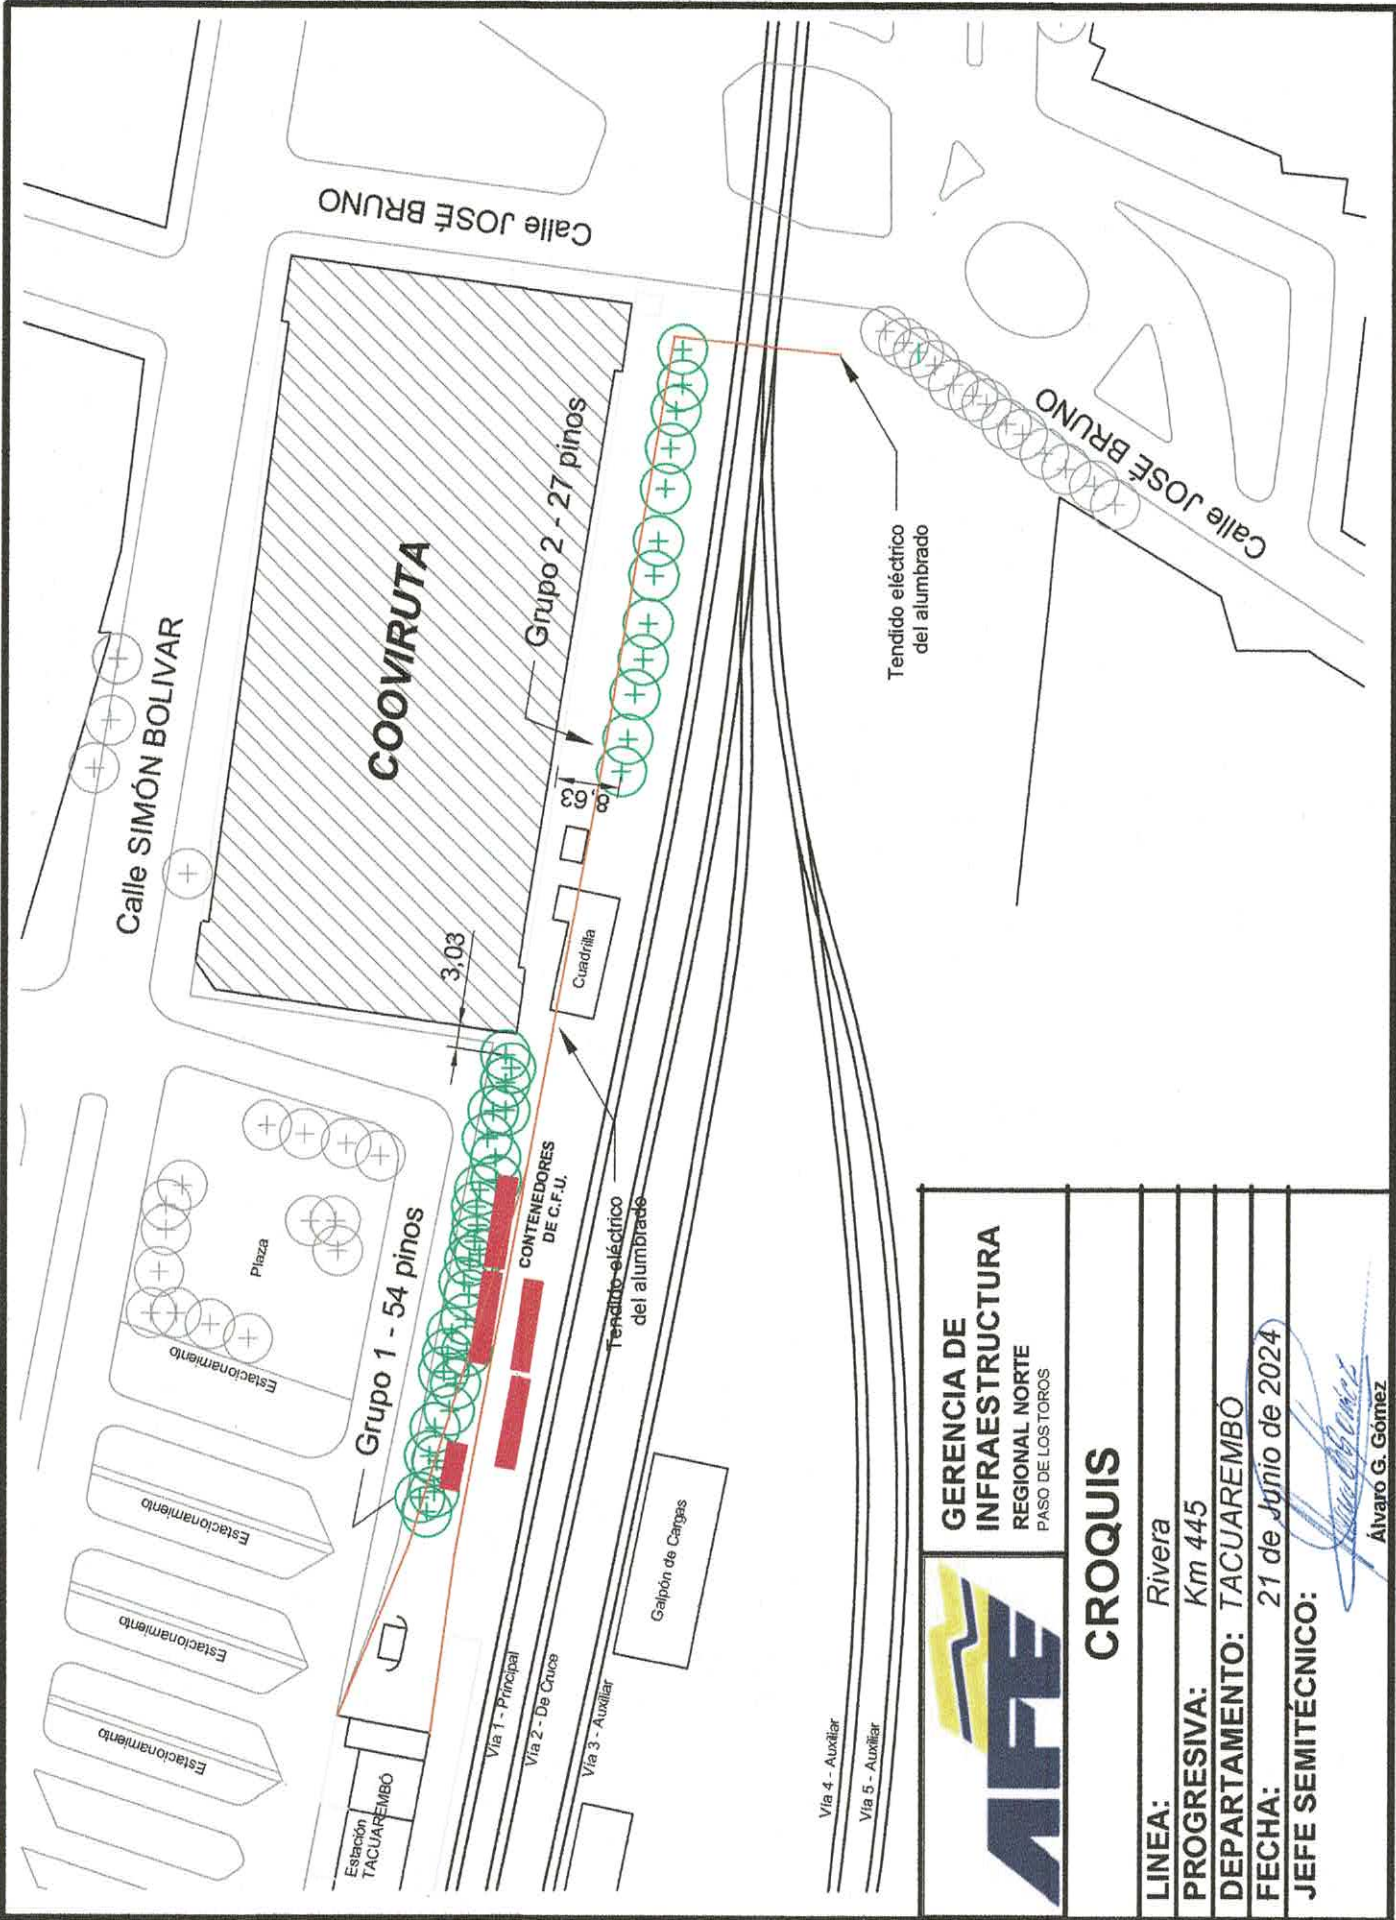 Calle SIMÓN BOLIVAR
Calle JOSÉ BRUNO
COOVIRUTA
Grupo 2 - 27 pinos
8,63
3,03
Cuadrilla
Plaza
Estacionamiento
Grupo 1 - 54 pinos
CONTENEDORES
DE C.F.U.
Tendido eléctrico
del alumbrado
Tendido eléctrico
del alumbrado
Calle JOSÉ BRUNO
Estacionamiento
Estacionamiento
Estacionamiento
Estación
TACUAREMBÓ
Galpón de Cargas
Vía 1 - Principal
Vía 2 - De Cruce
Vía 3 - Auxiliar
Vía 4 - Auxiliar
Vía 5 - Auxiliar
AFE
GERENCIA DE
INFRAESTRUCTURA
REGIONAL NORTE
PASO DE LOS TOROS
CROQUIS
LINEA: Rivera
PROGRESIVA: Km 445
DEPARTAMENTO: TACUAREMBÓ
FECHA: 21 de Junio de 2024
JEFE SEMITÉCNICO:
Álvaro G. Gómez